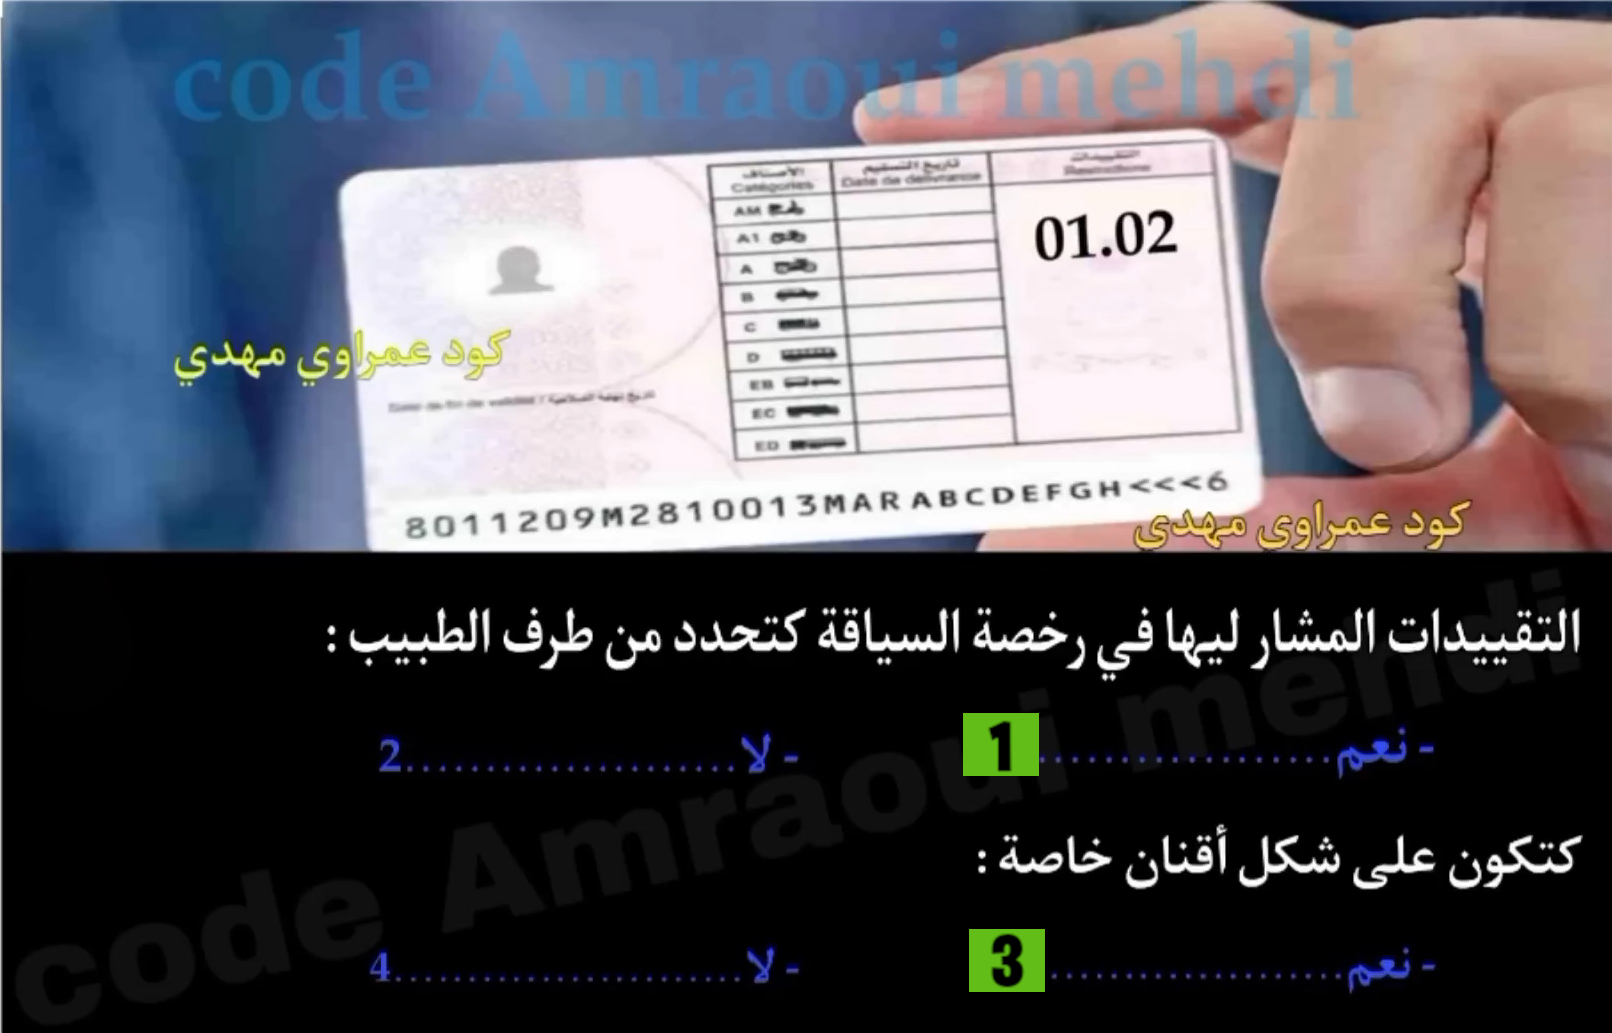 code Amraoui mehdi
الأصناف
Catégories
تاريخ التسليم
Date de délivrance
التقييدات
Restrictions
AM
A1
A
B
C
D
EB
EC
ED
01.02
كود عمراوي مهدي
Date de fin de validité / تاريخ نهاية الصلاحية
8011209M2810013MARABCDEFGH<<<6
كود عمراوي مهدي
التقييدات المشار ليها في رخصة السياقة كتحدد من طرف الطبيب :
- نعم.................. 1 - لا.....................2
كتكون على شكل أقنان خاصة :
- نعم.................. 3 - لا......................4
code Amraoui mehdi